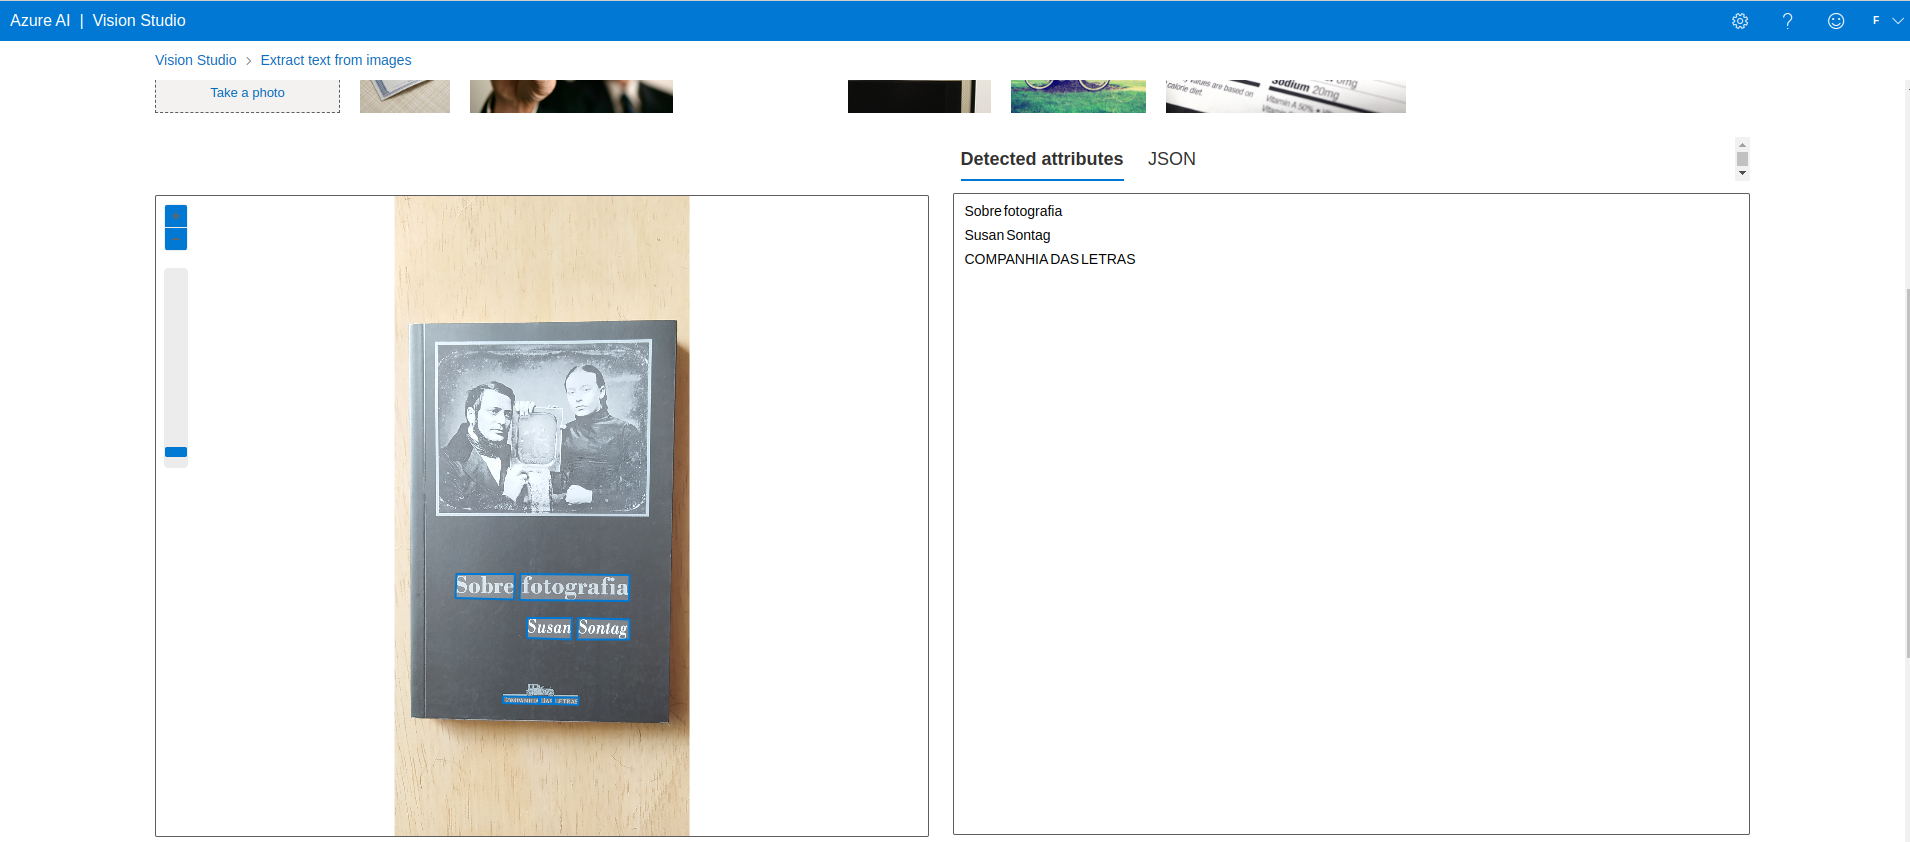 Azure AI | Vision Studio
F
Vision Studio > Extract text from images
Take a photo
values are based on
calorie diet.
Sodium 20mg
0mg
Vitamin A 50%
Detected attributes JSON
Sobre fotografia
Susan Sontag
COMPANHIA DAS LETRAS
Sobre fotografia
Susan Sontag
COMPANHIA DAS LETRAS